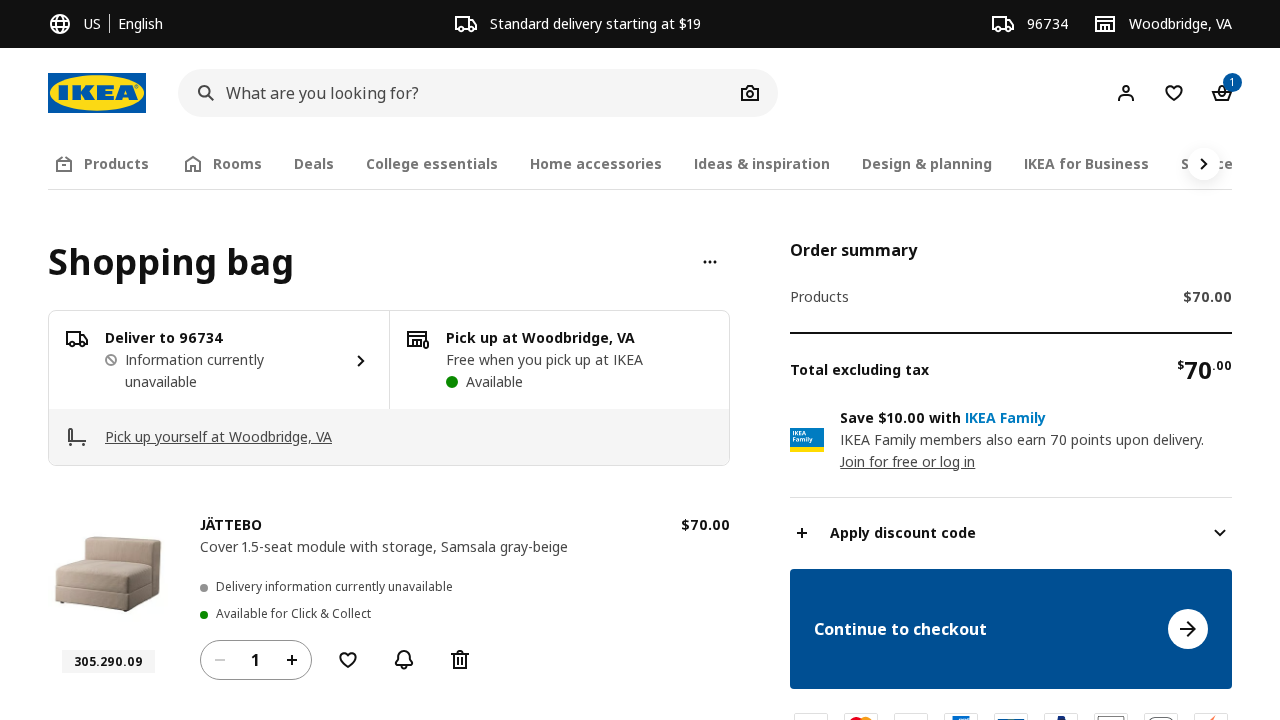 US
English
Standard delivery starting at $19
96734
Woodbridge, VA
IKEA
What are you looking for?
1
Products
Rooms
Deals
College essentials
Home accessories
Ideas & inspiration
Design & planning
IKEA for Business
Shopping bag
Deliver to 96734
Information currently
unavailable
Pick up at Woodbridge, VA
Free when you pick up at IKEA
Available
Pick up yourself at Woodbridge, VA
JÄTTEBO
$70.00
Cover 1.5-seat module with storage, Samsala gray-beige
Delivery information currently unavailable
Available for Click & Collect
1
305.290.09
Order summary
Products
$70.00
Total excluding tax
$70.00
IKEA
Family
Save $10.00 with IKEA Family
IKEA Family members also earn 70 points upon delivery.
Join for free or log in
Apply discount code
Continue to checkout